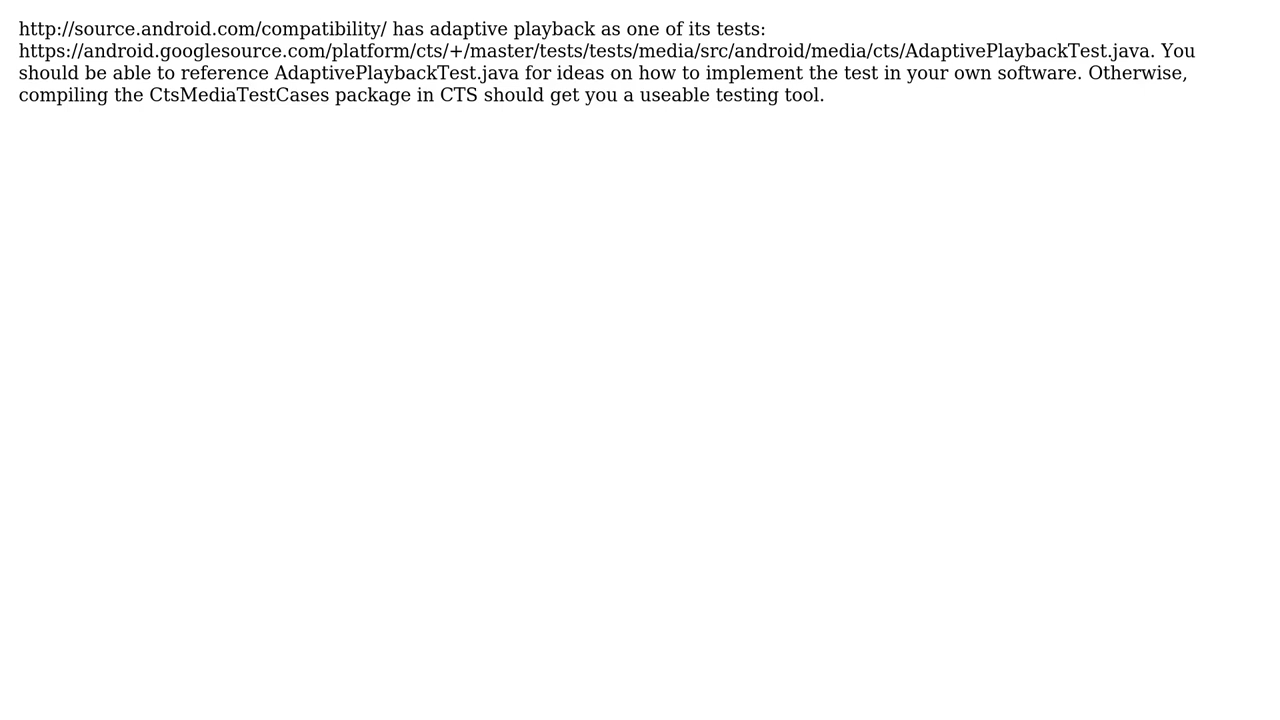 http://source.android.com/compatibility/ has adaptive playback as one of its tests:
https://android.googlesource.com/platform/cts/+/master/tests/tests/media/src/android/media/cts/AdaptivePlaybackTest.java. You
should be able to reference AdaptivePlaybackTest.java for ideas on how to implement the test in your own software. Otherwise,
compiling the CtsMediaTestCases package in CTS should get you a useable testing tool.